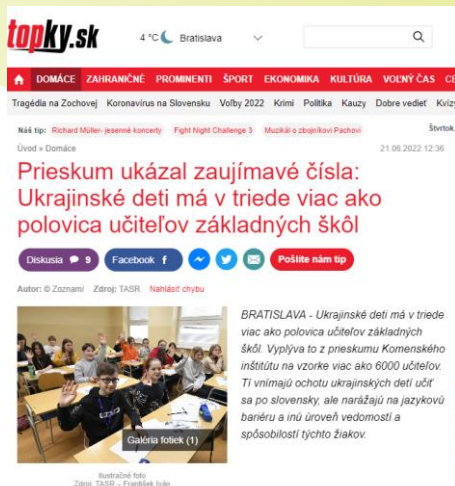 topky.sk
4 °C Bratislava
DOMÁCE ZAHRANIČNÉ PROMINENTI ŠPORT EKONOMIKA KULTÚRA VOĽNÝ ČAS CE
Tragédia na Zochovej Koronavírus na Slovensku Voľby 2022 Krimi Politika Kauzy Dobre vedieť Kvízy
Náš tip: Richard Müller- jesenné koncerty Fight Night Challenge 3 Muzikál o zbojníkovi Pachovi Štvrtok,
Úvod » Domáce 21.06.2022 12:36
Prieskum ukázal zaujímavé čísla:
Ukrajinské deti má v triede viac ako
polovica učiteľov základných škôl
Diskusia 9 Facebook f Pošlite nám tip
Autor: © Zoznam/ Zdroj: TASR Nahlásiť chybu
BRATISLAVA - Ukrajinské deti má v triede
viac ako polovica učiteľov základných
škôl. Vyplýva to z prieskumu Komenského
inštitútu na vzorke viac ako 6000 učiteľov.
Tí vnímajú ochotu ukrajinských detí učiť
sa po slovensky, ale narážajú na jazykovú
bariéru a inú úroveň vedomostí a
spôsobilostí týchto žiakov.
Galéria fotiek (1)
Ilustračné foto
Zdroj: TASR – František Iván